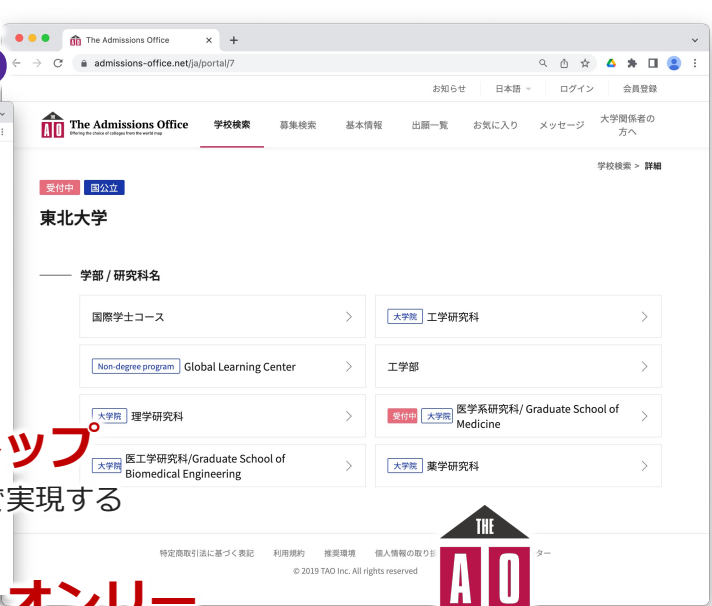 The Admissions Office
admissions-office.net/ja/portal/7
お知らせ 日本語 ログイン 会員登録
THE AO The Admissions Office
Offering the choice of colleges from the world map
学校検索 募集検索 基本情報 出願一覧 お気に入り メッセージ 大学関係者の
方へ
学校検索 > 詳細
受付中 国公立
東北大学
学部 / 研究科名
国際学士コース
大学院 工学研究科
Non-degree program Global Learning Center
工学部
大学院 理学研究科
受付中 大学院 医学系研究科/ Graduate School of
Medicine
大学院 医工学研究科/Graduate School of
Biomedical Engineering
大学院 薬学研究科
ップ
実現する
特定商取引法に基づく表記 利用規約 推奨環境 個人情報の取り扱 ター
© 2019 TAO Inc. All rights reserved
THE
AO
オンリー